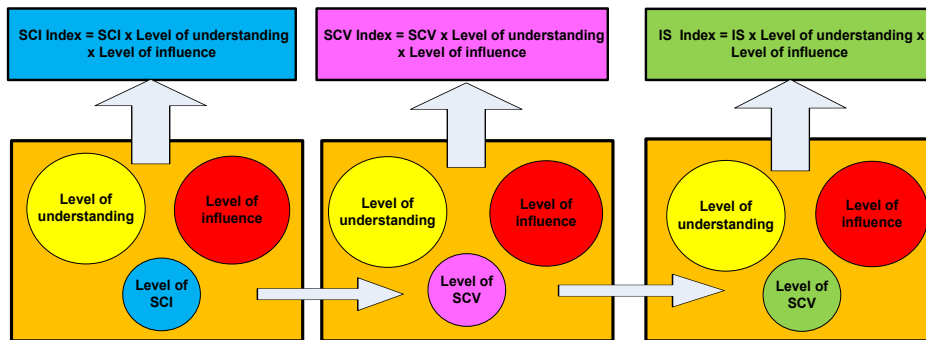 SCI Index = SCI x Level of understanding
x Level of influence
SCV Index = SCV x Level of understanding
x Level of influence
IS Index = IS x Level of understanding x
Level of influence
Level of
understanding
Level of
influence
Level of
SCI
Level of
understanding
Level of
influence
Level of
SCV
Level of
understanding
Level of
influence
Level of
SCV